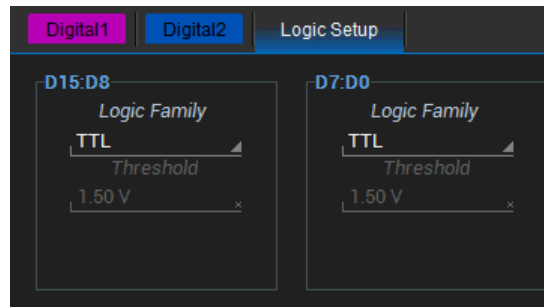 Digital1 Digital2 Logic Setup
D15:D8 D7:D0
Logic Family Logic Family
TTL TTL
Threshold Threshold
1.50 V 1.50 V